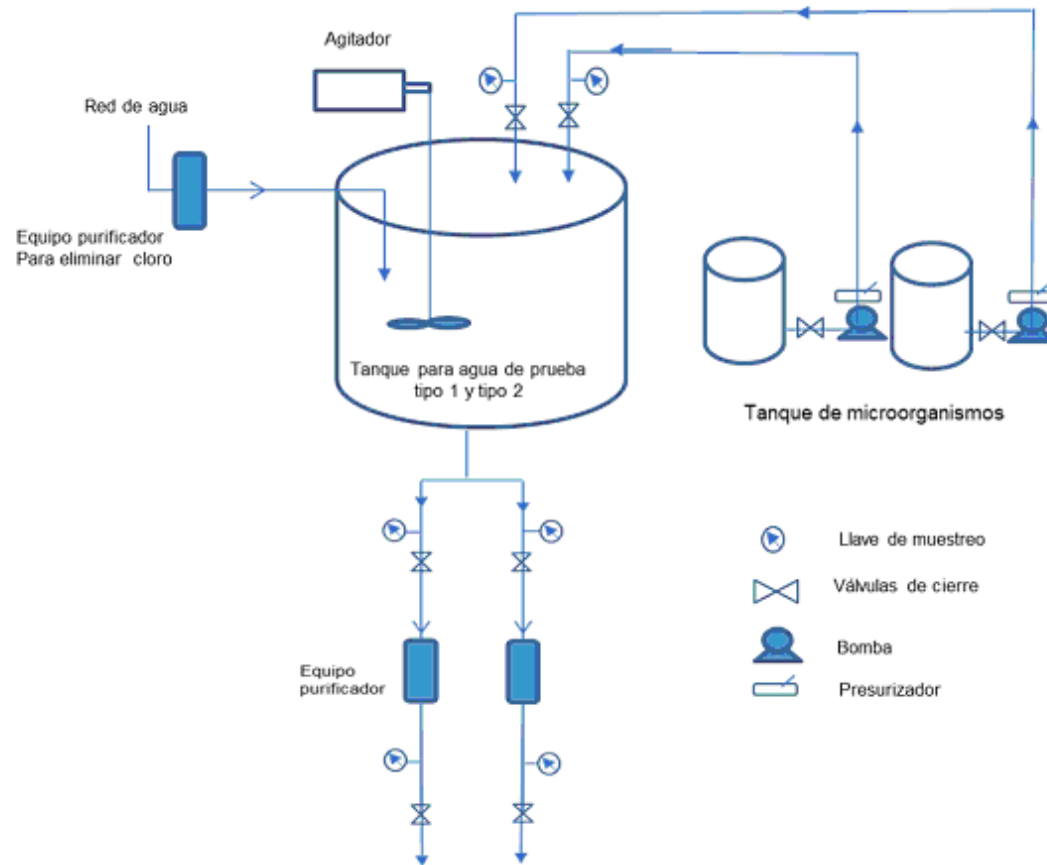 Agitador
Red de agua
Equipo purificador
Para eliminar cloro
Tanque para agua de prueba
tipo 1 y tipo 2
Tanque de microorganismos
Llave de muestreo
Válvulas de cierre
Bomba
Presurizador
Equipo
purificador